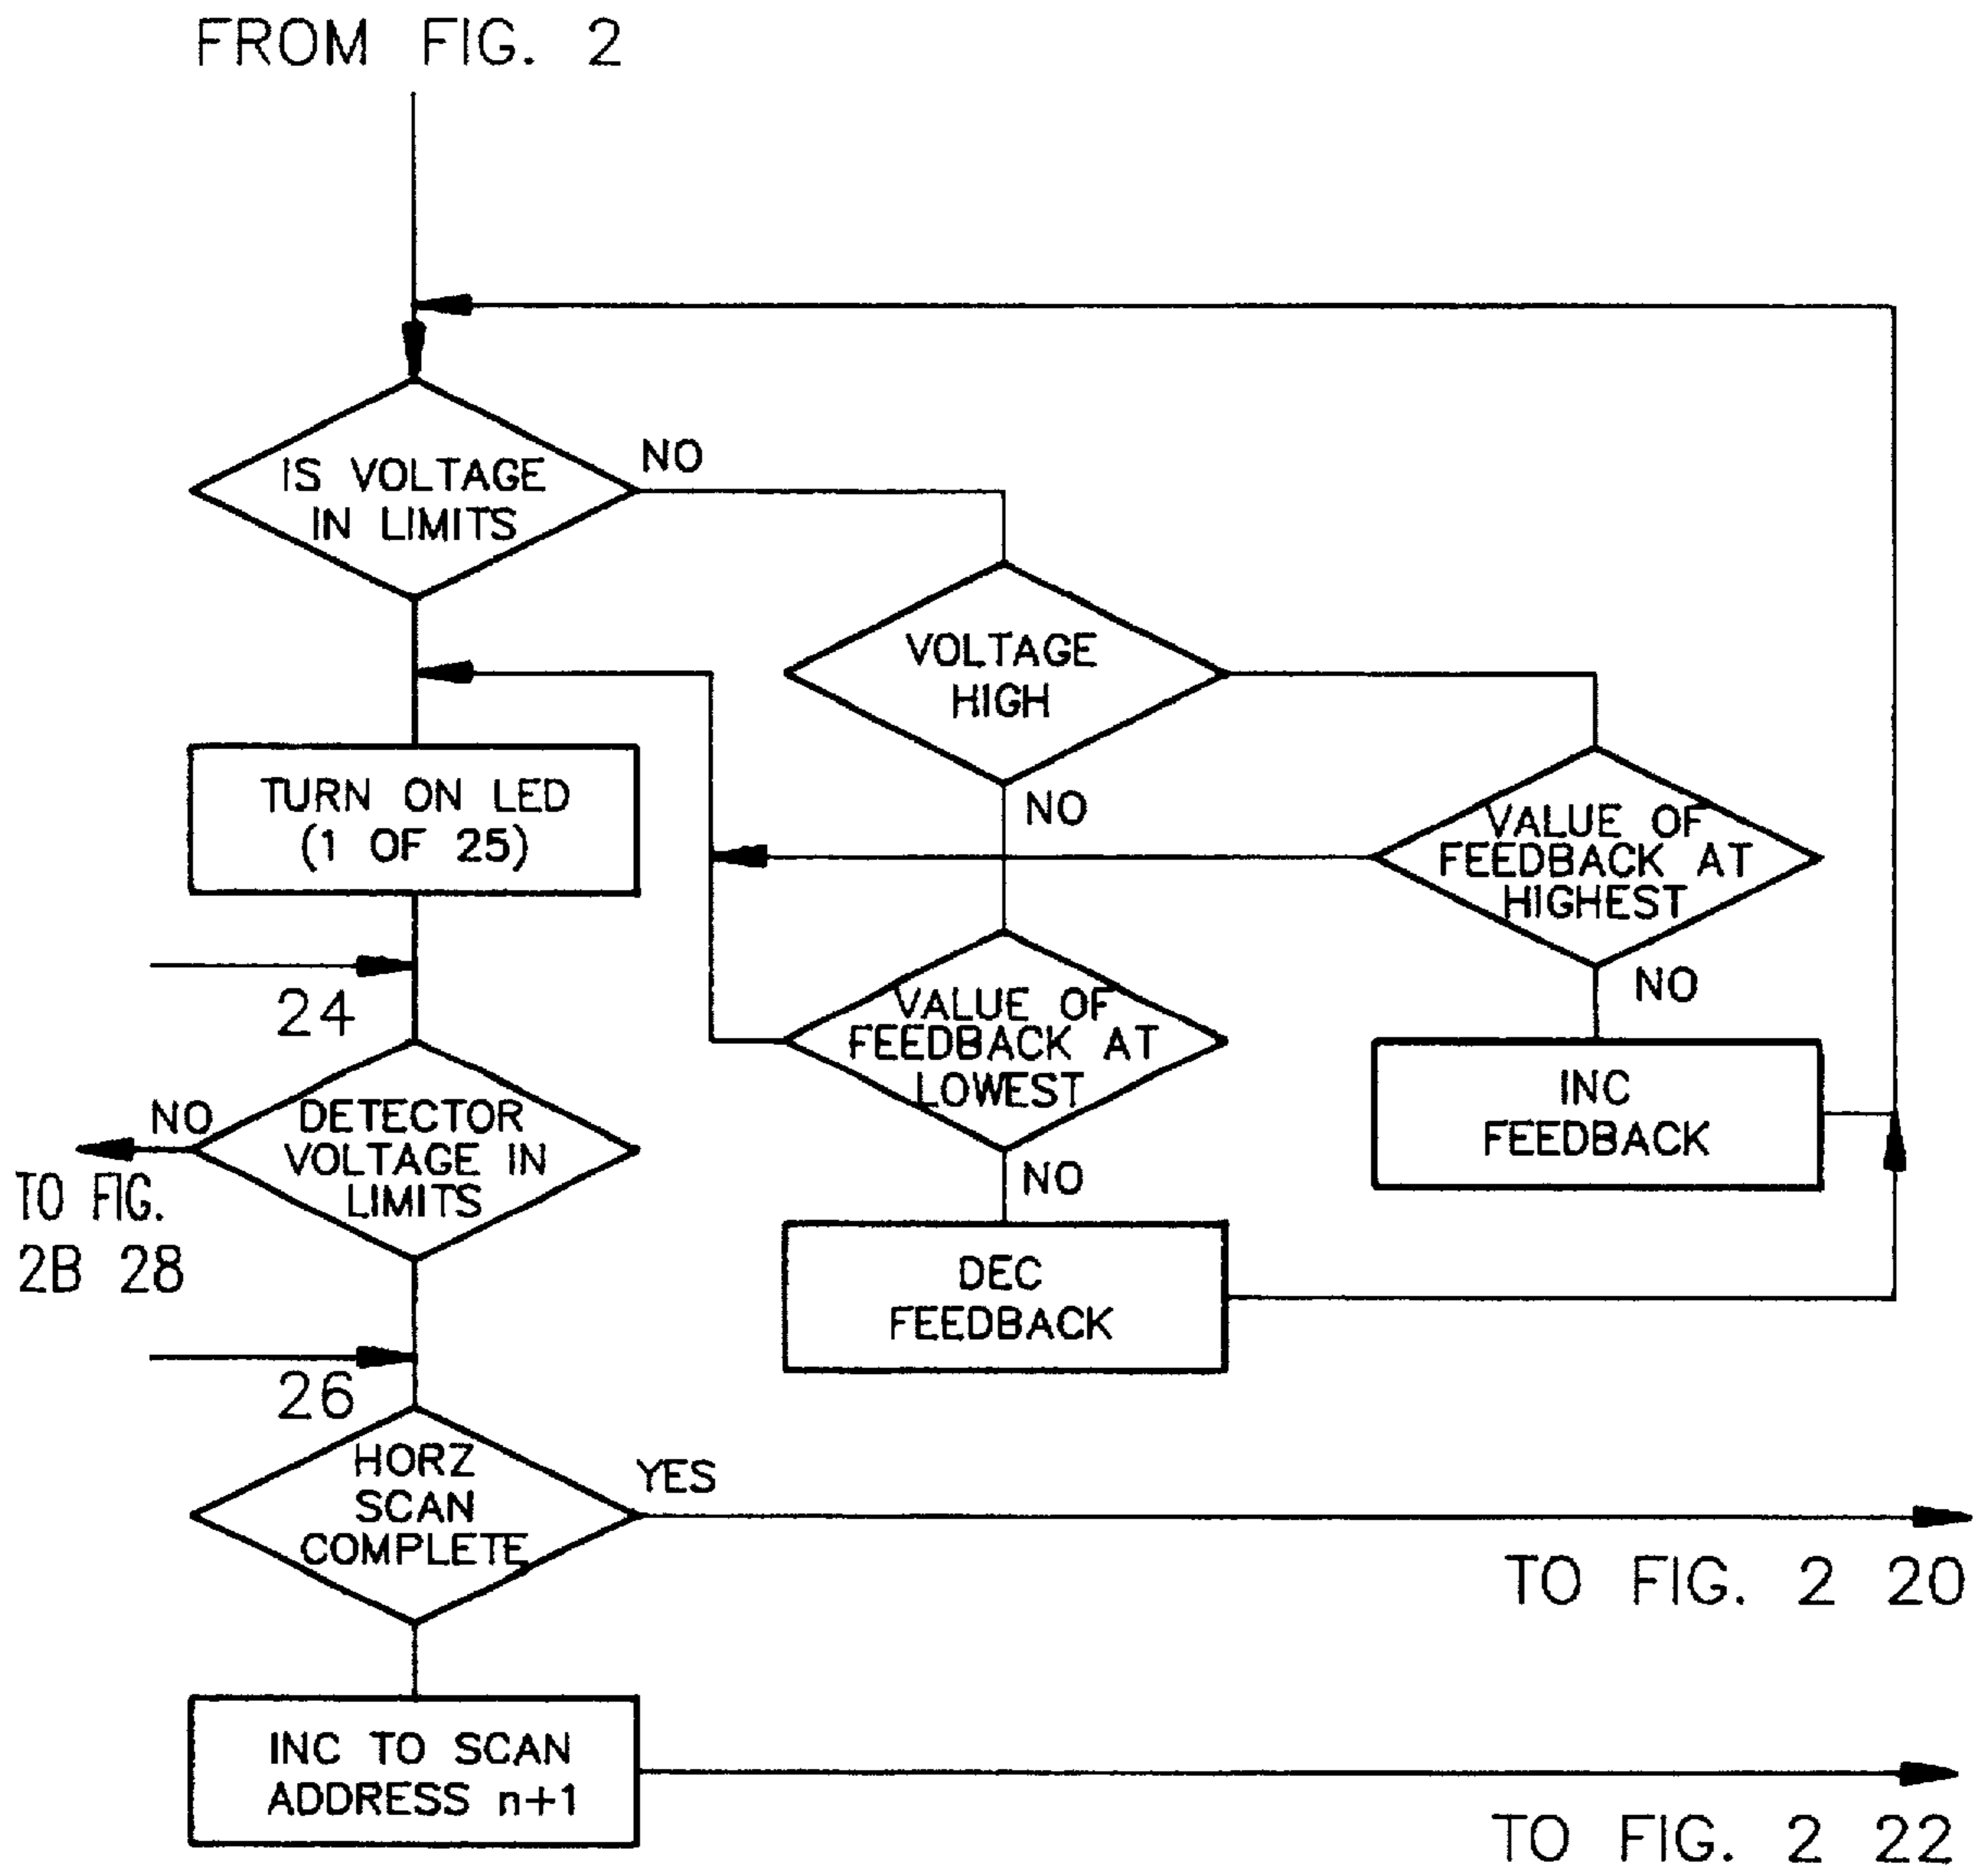 FROM FIG. 2
NO
IS VOLTAGE
IN LIMITS
VOLTAGE
HIGH
NO
TURN ON LED
(1 OF 25)
VALUE OF
FEEDBACK AT
HIGHEST
NO
24
VALUE OF
FEEDBACK AT
LOWEST
NO
INC
FEEDBACK
NO
DETECTOR
VOLTAGE IN
LIMITS
TO FIG.
2B 28
DEC
FEEDBACK
26
HORZ
SCAN
COMPLETE
YES
TO FIG. 2 20
INC TO SCAN
ADDRESS n+1
TO FIG. 2 22